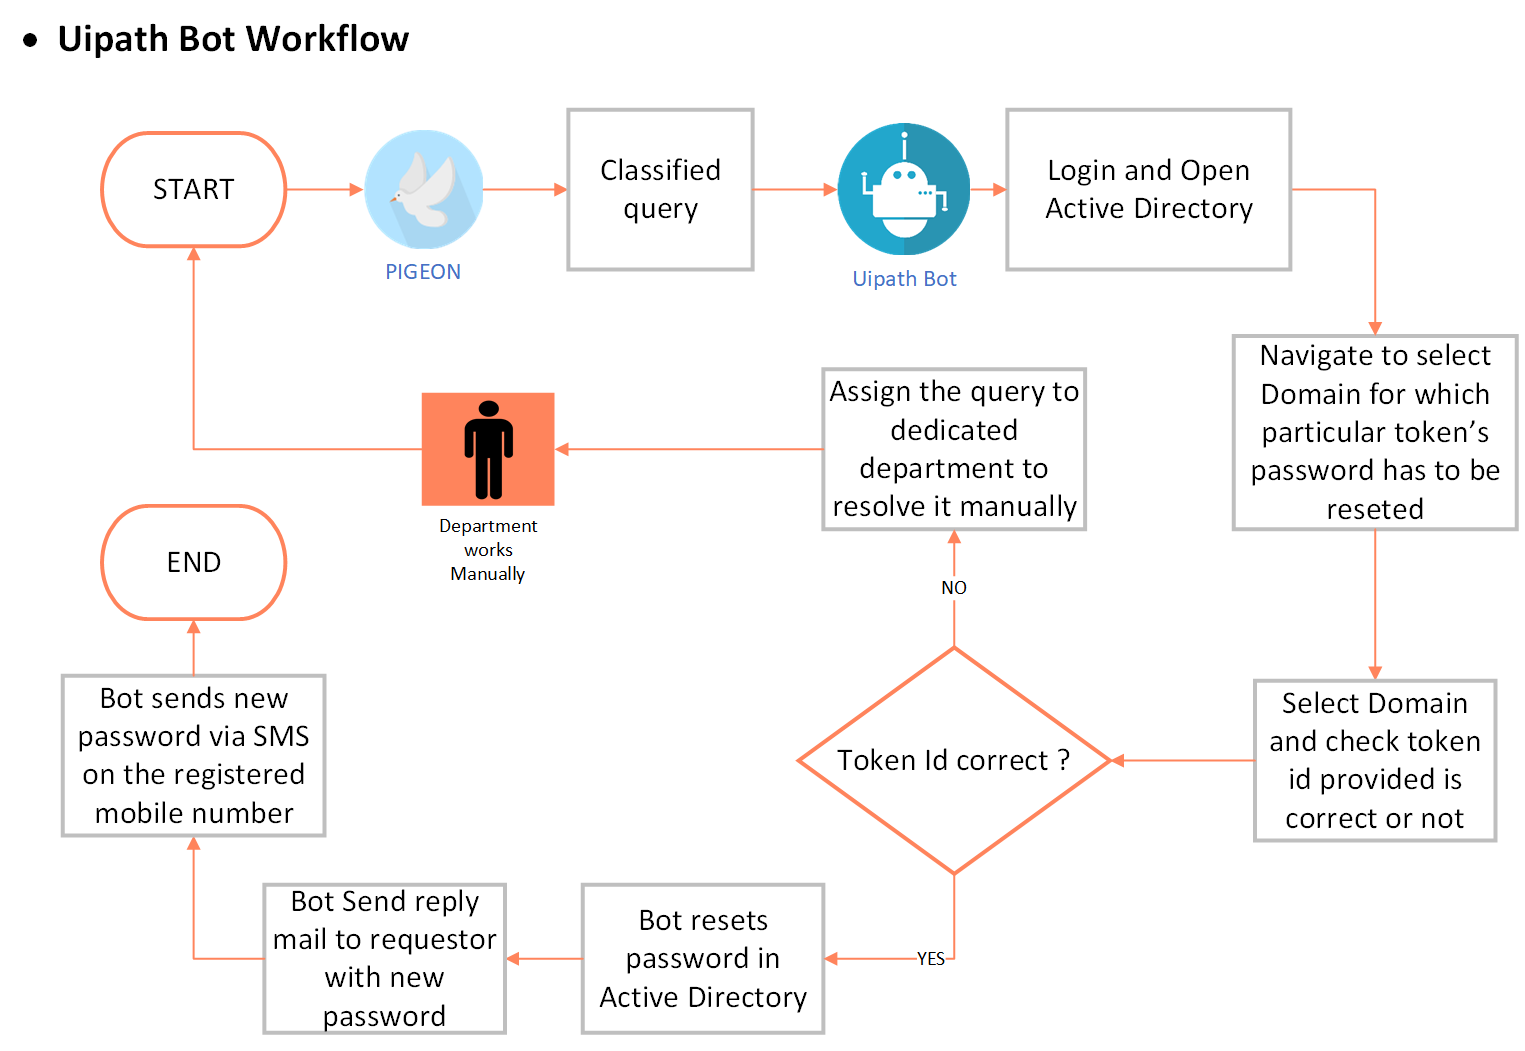 • Uipath Bot Workflow
START
PIGEON
Classified
query
Uipath Bot
Login and Open
Active Directory
Navigate to select
Domain for which
particular token’s
password has to be
reseted
Select Domain
and check token
id provided is
correct or not
Token Id correct ?
NO
Assign the query to
dedicated
department to
resolve it manually
Department
works
Manually
YES
Bot resets
password in
Active Directory
Bot Send reply
mail to requestor
with new
password
Bot sends new
password via SMS
on the registered
mobile number
END